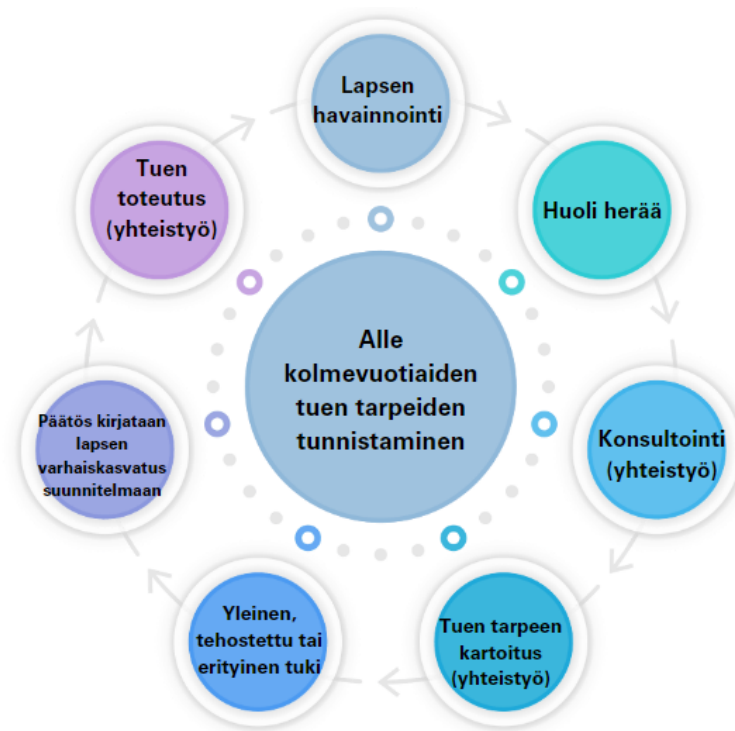 Lapsen
havainnointi
Huoli herää
Konsultointi
(yhteistyö)
Tuen tarpeen
kartoitus
(yhteistyö)
Yleinen,
tehostettu tai
erityinen tuki
Päätös kirjataan
lapsen
varhaiskasvatus
suunnitelmaan
Tuen
toteutus
(yhteistyö)
Alle
kolmevuotiaiden
tuen tarpeiden
tunnistaminen